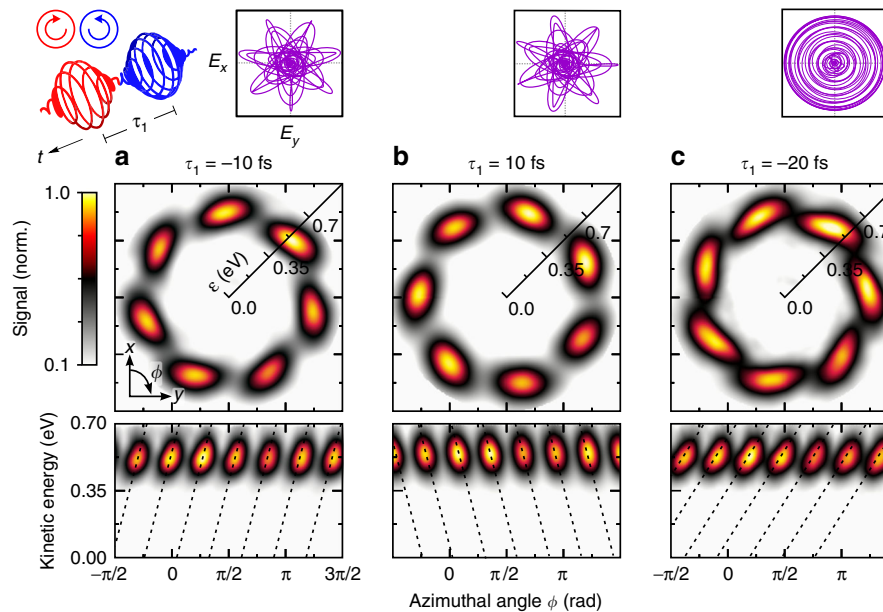 E_x
E_y
τ_1
t
a
τ_1 = −10 fs
b
τ_1 = 10 fs
c
τ_1 = −20 fs
1.0
Signal (norm.)
0.1
0.7
0.35
0.0
ε (eV)
x
ϕ
y
0.7
0.35
0.0
0.7
0.35
0.0
Kinetic energy (eV)
0.70
0.35
0.00
−π/2 0 π/2 π 3π/2
0 π/2 π
−π/2 0 π/2 π
Azimuthal angle ϕ (rad)